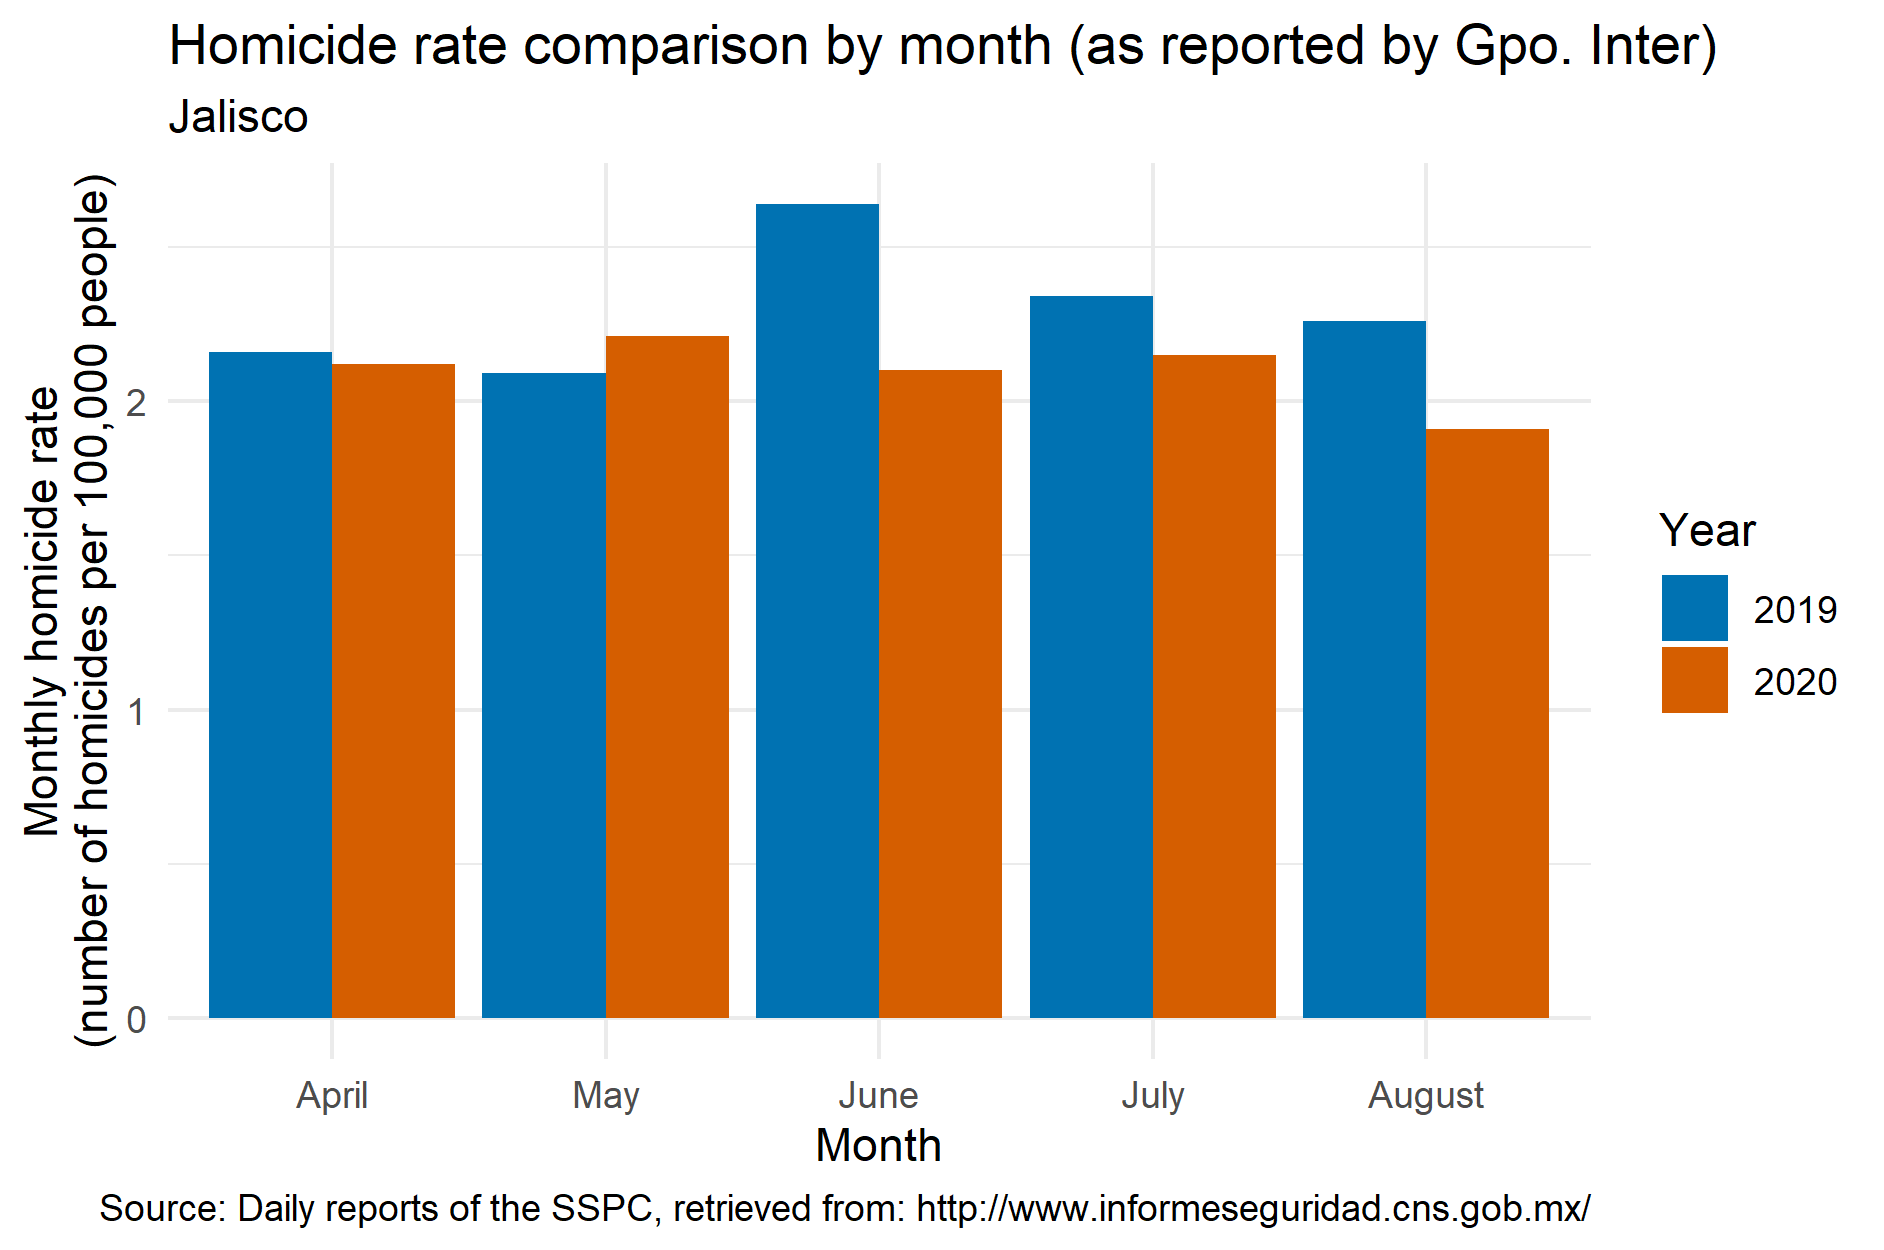 Homicide rate comparison by month (as reported by Gpo. Inter)
Jalisco
Monthly homicide rate
(number of homicides per 100,000 people)
2
1
0
April
May
June
July
August
Month
Year
2019
2020
Source: Daily reports of the SSPC, retrieved from: http://www.informeseguridad.cns.gob.mx/